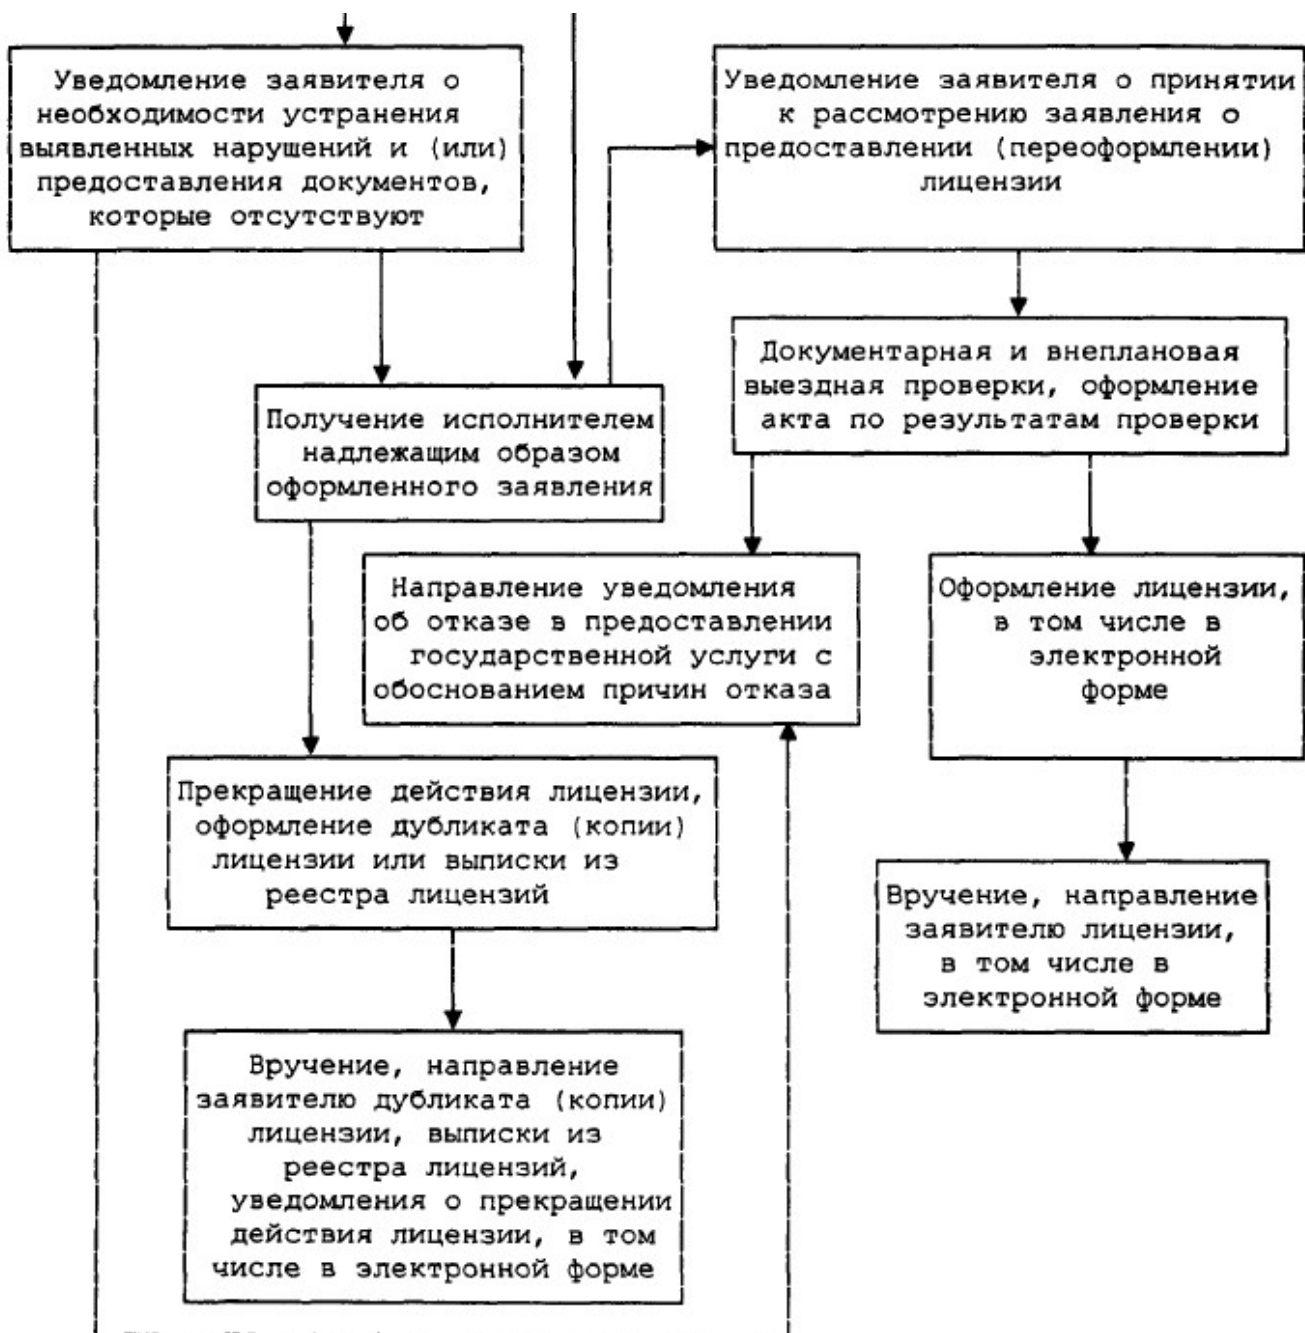 Уведомление заявителя о
необходимости устранения
выявленных нарушений и (или)
предоставления документов,
которые отсутствуют
Уведомление заявителя о принятии
к рассмотрению заявления о
предоставлении (переоформлении)
лицензии
Документарная и внеплановая
выездная проверки, оформление
акта по результатам проверки
Получение исполнителем
надлежащим образом
оформленного заявления
Направление уведомления
об отказе в предоставлении
государственной услуги с
обоснованием причин отказа
Оформление лицензии,
в том числе в
электронной
форме
Прекращение действия лицензии,
оформление дубликата (копии)
лицензии или выписки из
реестра лицензий
Вручение, направление
заявителю лицензии,
в том числе в
электронной форме
Вручение, направление
заявителю дубликата (копии)
лицензии, выписки из
реестра лицензий,
уведомления о прекращении
действия лицензии, в том
числе в электронной форме